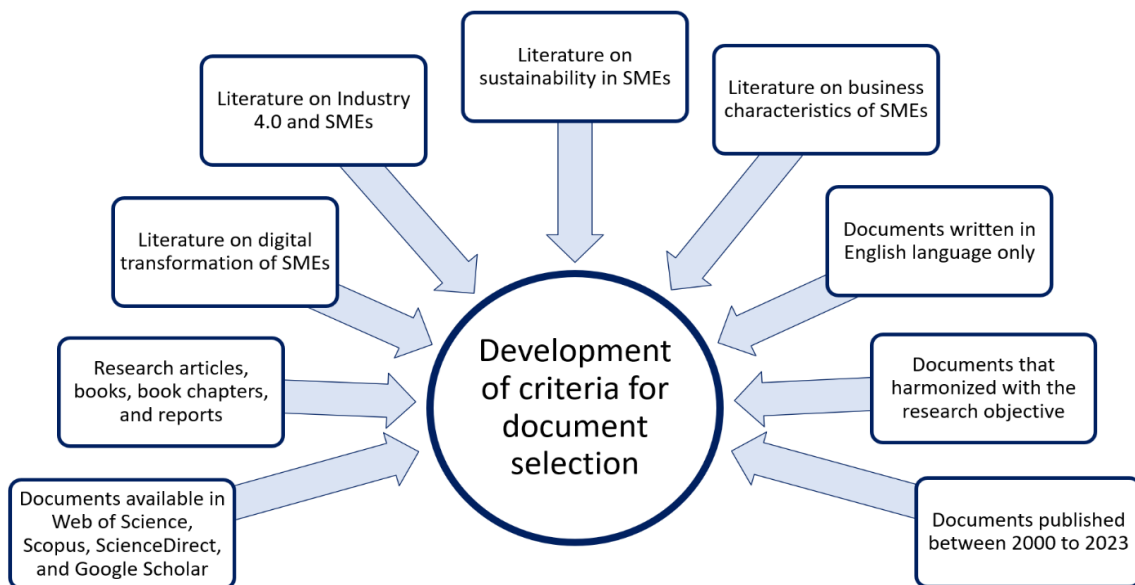 Literature on
sustainability in SMEs
Literature on Industry
4.0 and SMEs
Literature on business
characteristics of SMEs
Literature on digital
transformation of SMEs
Documents written in
English language only
Research articles,
books, book chapters,
and reports
Development
of criteria for
document
selection
Documents that
harmonized with the
research objective
Documents available in
Web of Science,
Scopus, ScienceDirect,
and Google Scholar
Documents published
between 2000 to 2023